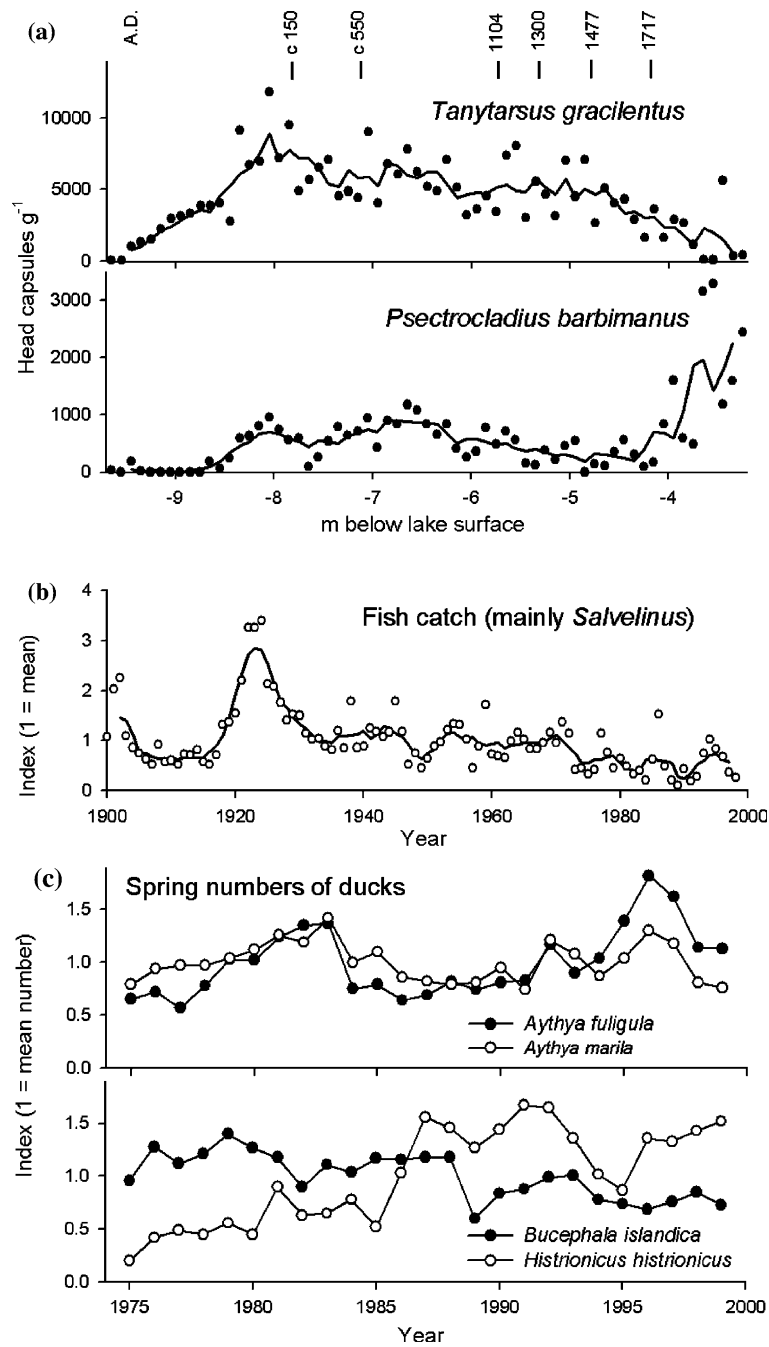 (a)
A.D.
c 150
c 550
1104
1300
1477
1717
Tanytarsus gracilentus
10000
5000
0
Psectrocladius barbimanus
3000
2000
1000
0
Head capsules g-1
-9
-8
-7
-6
-5
-4
m below lake surface
(b)
Fish catch (mainly Salvelinus)
4
3
2
1
0
Index (1 = mean)
1900
1920
1940
1960
1980
2000
Year
(c)
Spring numbers of ducks
1.5
1.0
0.5
0.0
Aythya fuligula
Aythya marila
Index (1 = mean number)
1.5
1.0
0.5
0.0
Bucephala islandica
Histrionicus histrionicus
1975
1980
1985
1990
1995
2000
Year